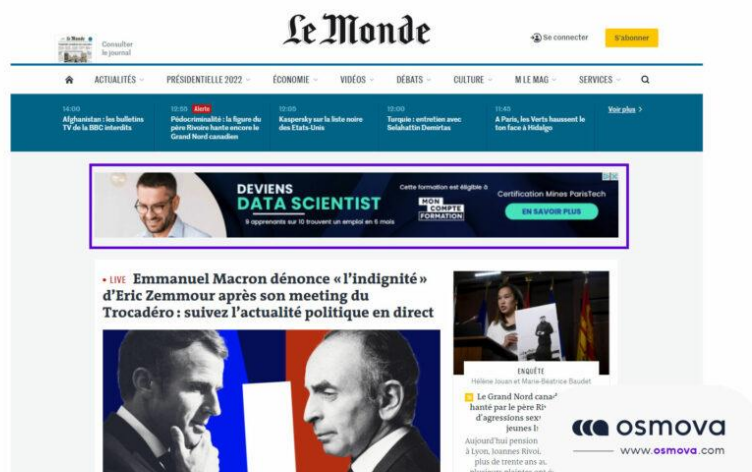 Consulter
le journal
Le Monde
Se connecter
S'abonner
ACTUALITÉS
PRÉSIDENTIELLE 2022
ÉCONOMIE
VIDÉOS
DÉBATS
CULTURE
M LE MAG
SERVICES
14:00
Afghanistan : les bulletins
TV de la BBC interdits
12:55 Alerte
Pédocriminalité : la figure du
père Rivoire hante encore le
Grand Nord canadien
12:05
Kaspersky sur la liste noire
des Etats-Unis
12:00
Turquie : entretien avec
Selahattin Demirtas
11:45
A Paris, les Verts haussent le
ton face à Hidalgo
Voir plus
DEVIENS
DATA SCIENTIST
9 apprenants sur 10 trouvent un emploi en 6 mois
Cette formation est éligible à
MON
COMPTE
FORMATION
Certification Mines ParisTech
EN SAVOIR PLUS
• LIVE Emmanuel Macron dénonce « l'indignité »
d'Eric Zemmour après son meeting du
Trocadéro : suivez l'actualité politique en direct
ENQUÊTE
Hélène Jouan et Marie-Béatrice Baudet
Le Grand Nord
hanté par le père
d'agressions
jeunes
Aujourd'hui pension
à Lyon, Joannes Rivoi
plus de trente ans
osmova
www.osmova.com